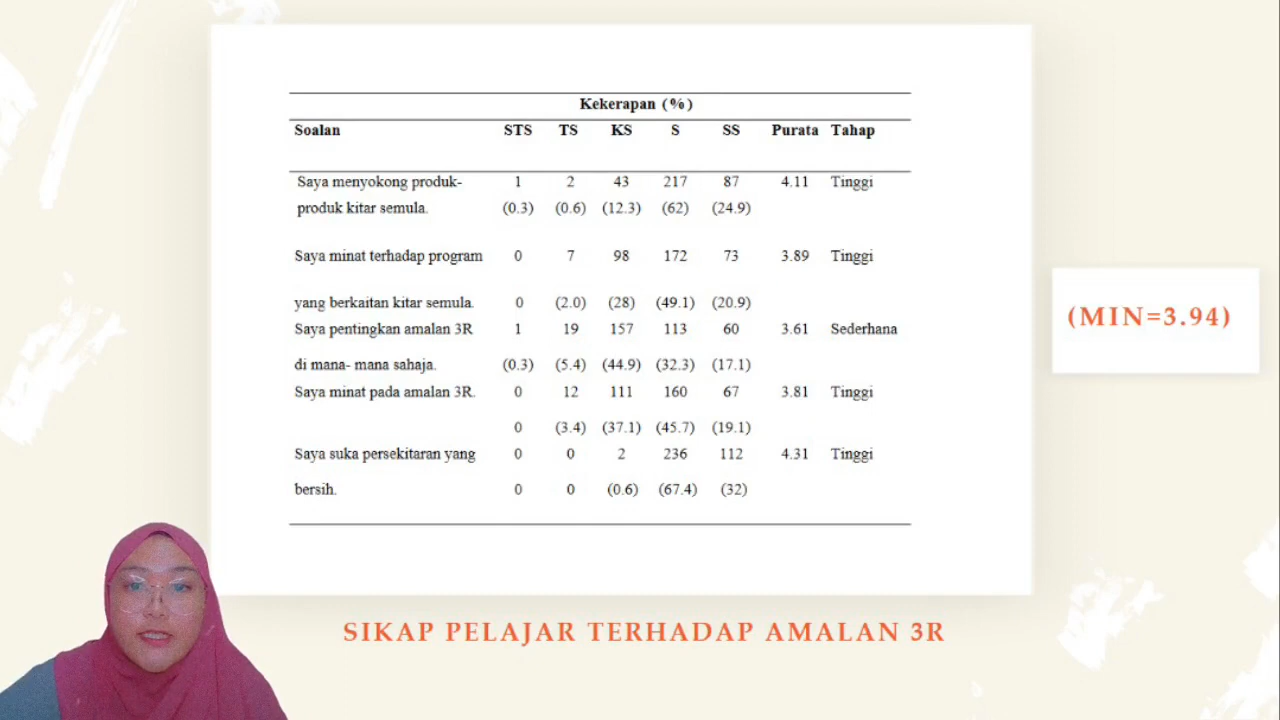 Kekerapan (%)
Soalan STS TS KS S SS Purata Tahap
Saya menyokong produk- 1 2 43 217 87 4.11 Tinggi
produk kitar semula. (0.3) (0.6) (12.3) (62) (24.9)
Saya minat terhadap program 0 7 98 172 73 3.89 Tinggi
yang berkaitan kitar semula. 0 (2.0) (28) (49.1) (20.9)
Saya pentingkan amalan 3R 1 19 157 113 60 3.61 Sederhana
di mana- mana sahaja. (0.3) (5.4) (44.9) (32.3) (17.1)
Saya minat pada amalan 3R. 0 12 111 160 67 3.81 Tinggi
0 (3.4) (37.1) (45.7) (19.1)
Saya suka persekitaran yang 0 0 2 236 112 4.31 Tinggi
bersih. 0 0 (0.6) (67.4) (32)
(MIN=3.94)
SIKAP PELAJAR TERHADAP AMALAN 3R